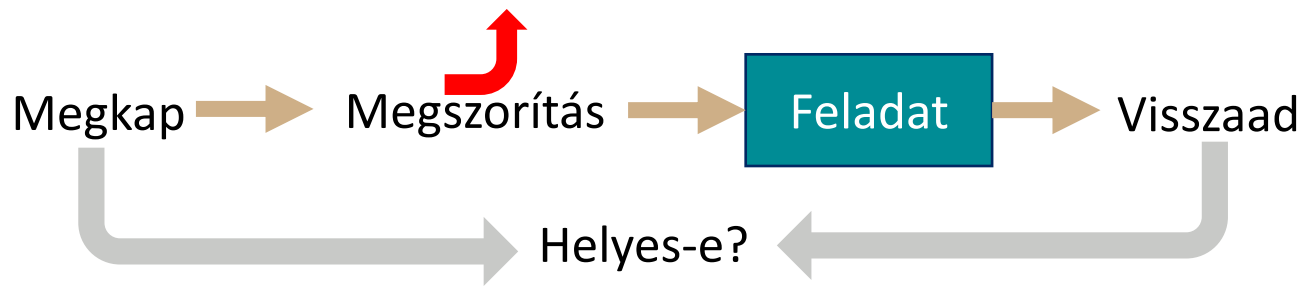 Megkap
Megszorítás
Feladat
Visszaad
Helyes-e?